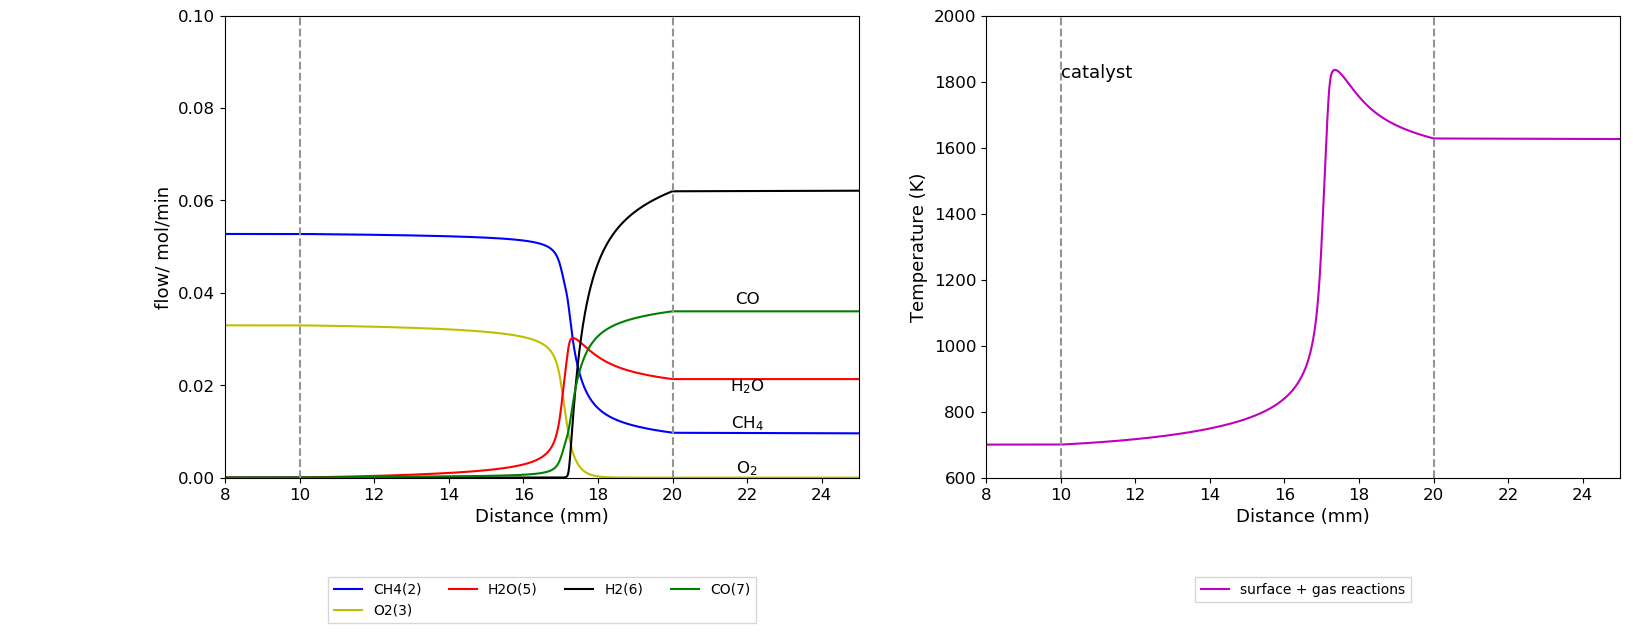 0.10
0.08
0.06
0.04
0.02
0.00
flow/ mol/min
CO
H₂O
CH₄
O₂
8 10 12 14 16 18 20 22 24
Distance (mm)
CH4(2) H2O(5) H2(6) CO(7)
O2(3)
2000
1800
1600
1400
1200
1000
800
600
Temperature (K)
catalyst
8 10 12 14 16 18 20 22 24
Distance (mm)
surface + gas reactions